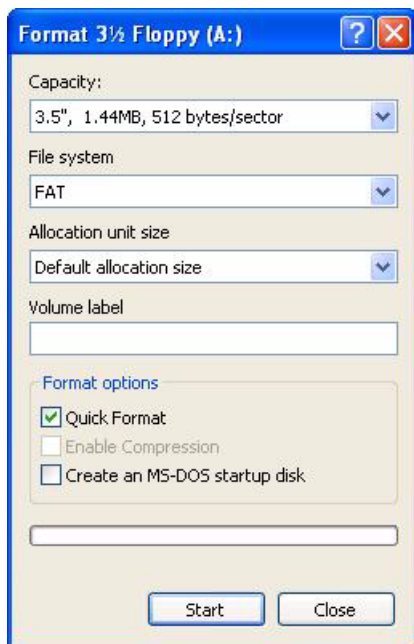 Format 3½ Floppy (A:)
Capacity:
3.5", 1.44MB, 512 bytes/sector
File system
FAT
Allocation unit size
Default allocation size
Volume label
Format options
Quick Format
Enable Compression
Create an MS-DOS startup disk
Start Close